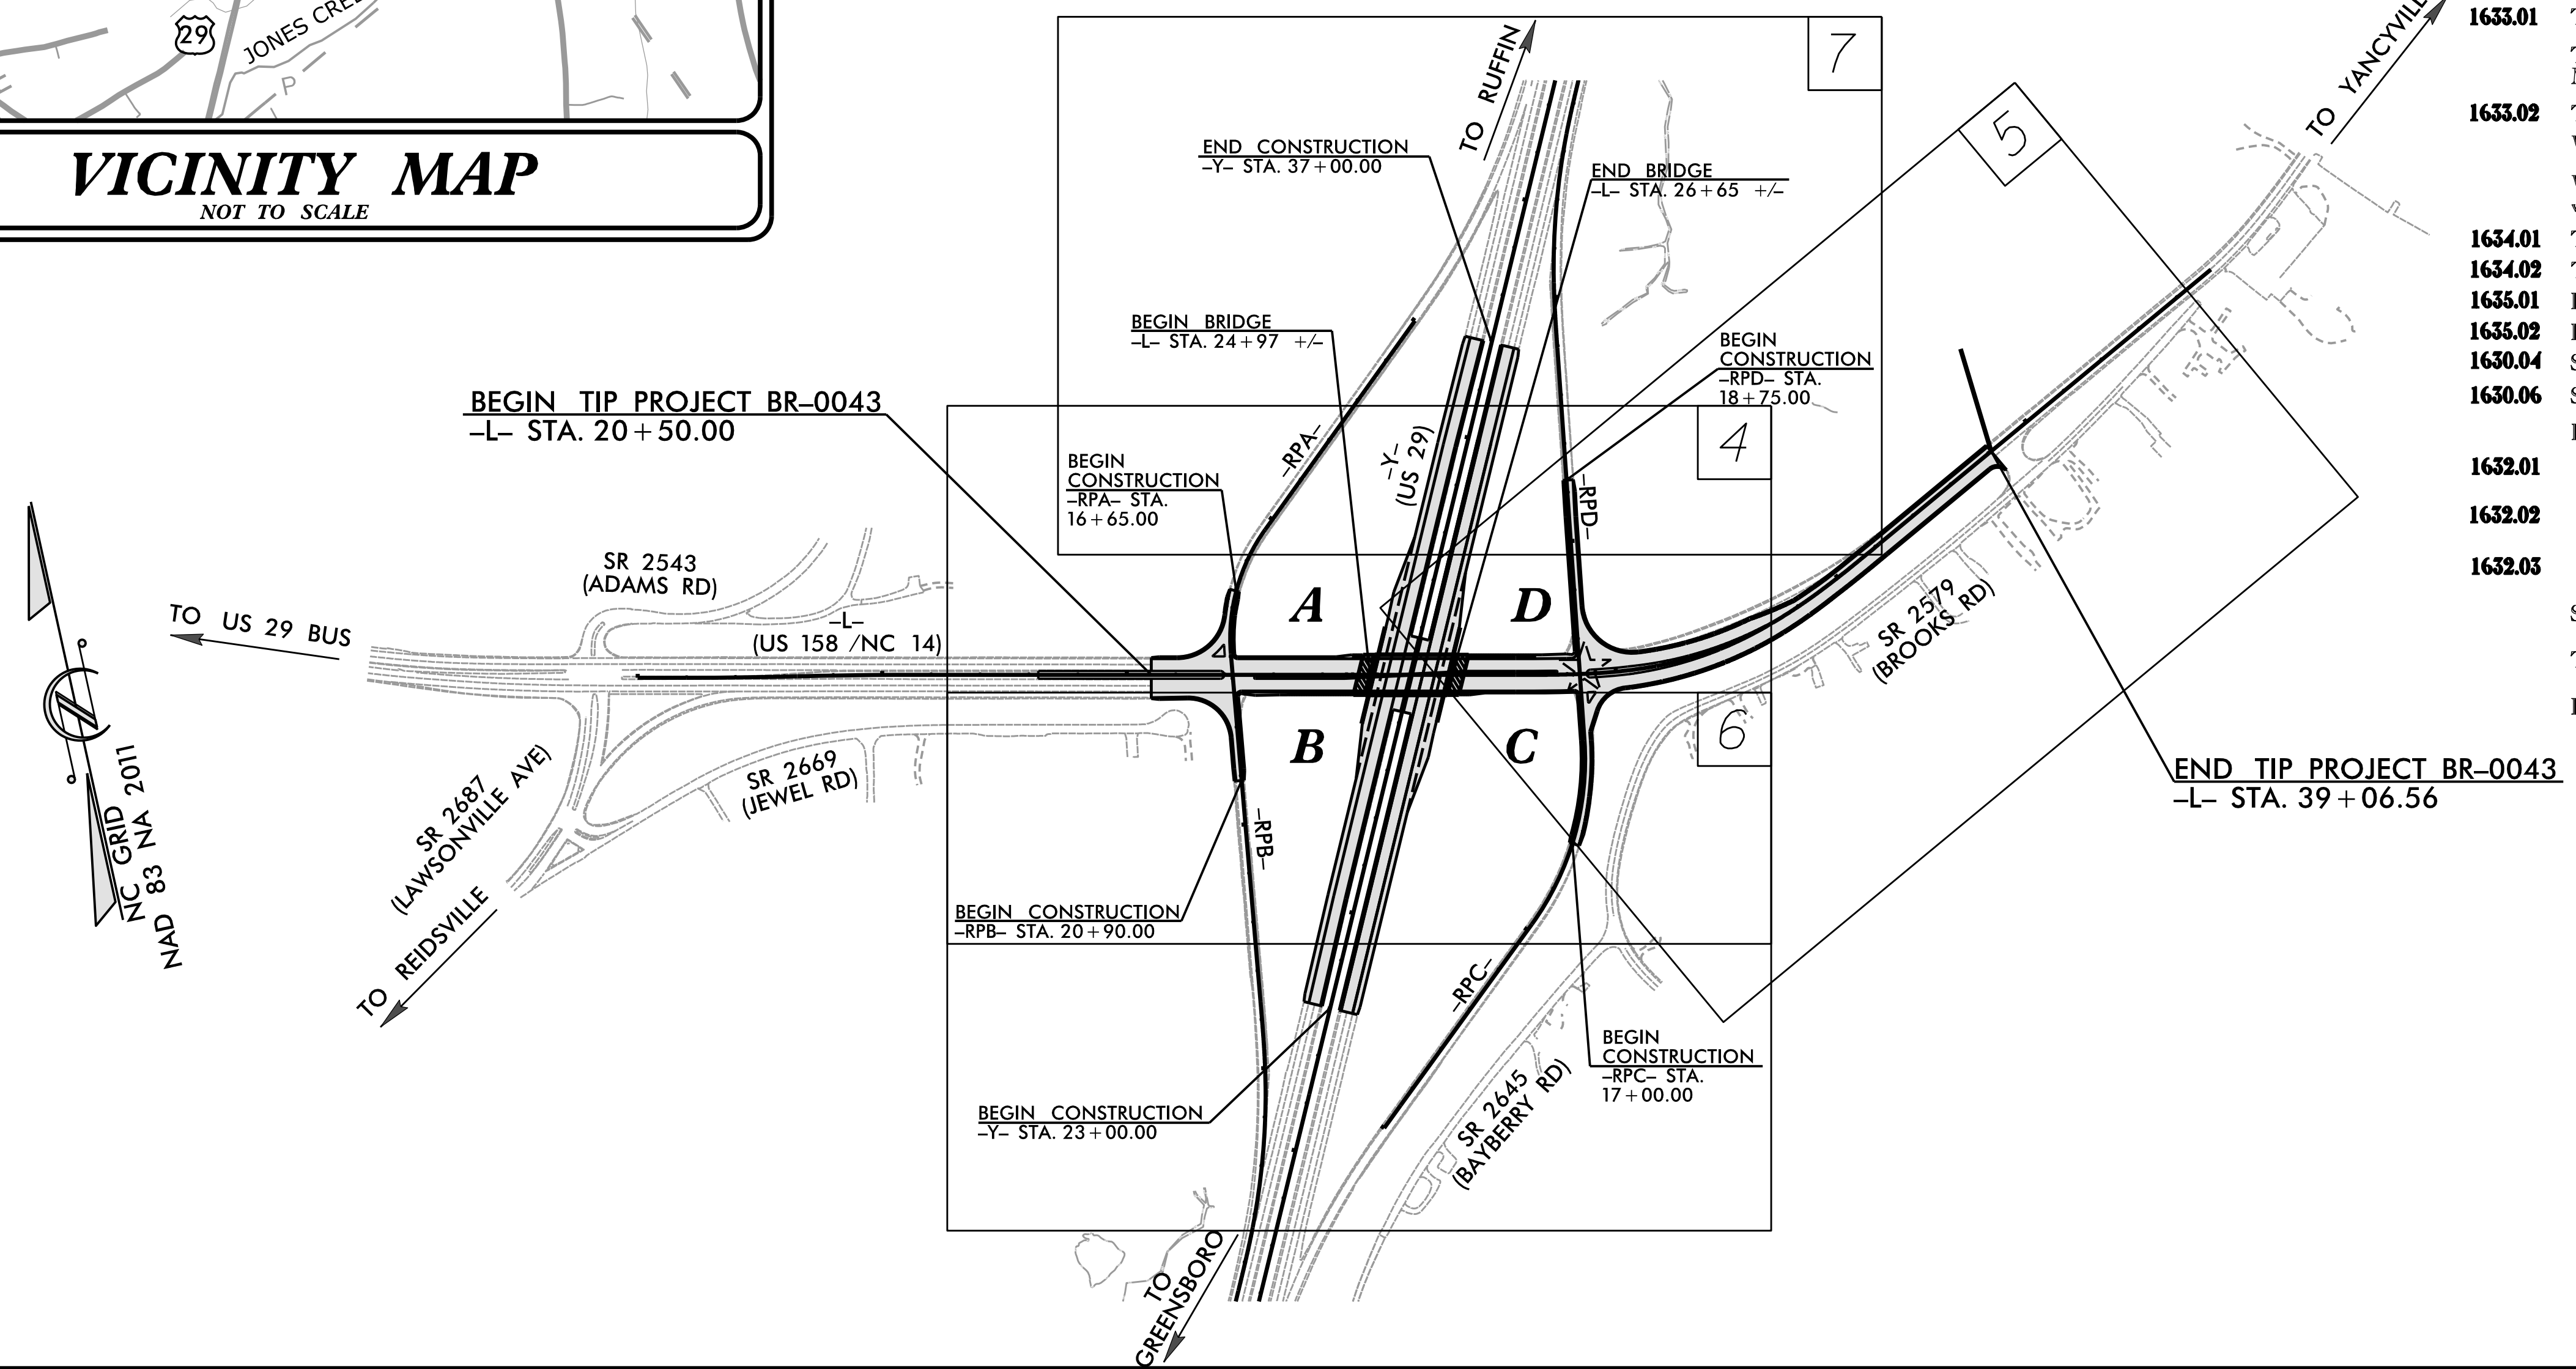 29
JONES CREE
P
VICINITY MAP
NOT TO SCALE
7
TO RUFFIN
END CONSTRUCTION
–Y– STA. 37+00.00
END BRIDGE
–L– STA. 26+65 +/–
5
TO YANCYVILL
BEGIN BRIDGE
–L– STA. 24+97 +/–
BEGIN
CONSTRUCTION
–RPD– STA.
18+75.00
BEGIN TIP PROJECT BR–0043
–L– STA. 20+50.00
4
–RPA–
–Y–
(US 29)
–RPD–
BEGIN
CONSTRUCTION
–RPA– STA.
16+65.00
SR 2543
(ADAMS RD)
TO US 29 BUS
–L–
(US 158 /NC 14)
A
D
SR 2579
(BROOKS RD)
B
C
6
SR 2687
(LAWSONVILLE AVE)
SR 2669
(JEWEL RD)
END TIP PROJECT BR–0043
–L– STA. 39+06.56
NC GRID
NAD 83 NA 2011
–RPB–
TO REIDSVILLE
BEGIN CONSTRUCTION
–RPB– STA. 20+90.00
–RPC–
BEGIN
CONSTRUCTION
–RPC– STA.
17+00.00
SR 2645
(BAYBERRY RD)
BEGIN CONSTRUCTION
–Y– STA. 23+00.00
TO
GREENSBORO
1633.01
1633.02
1634.01
1634.02
1635.01
1635.02
1630.04
1630.06
1632.01
1632.02
1632.03